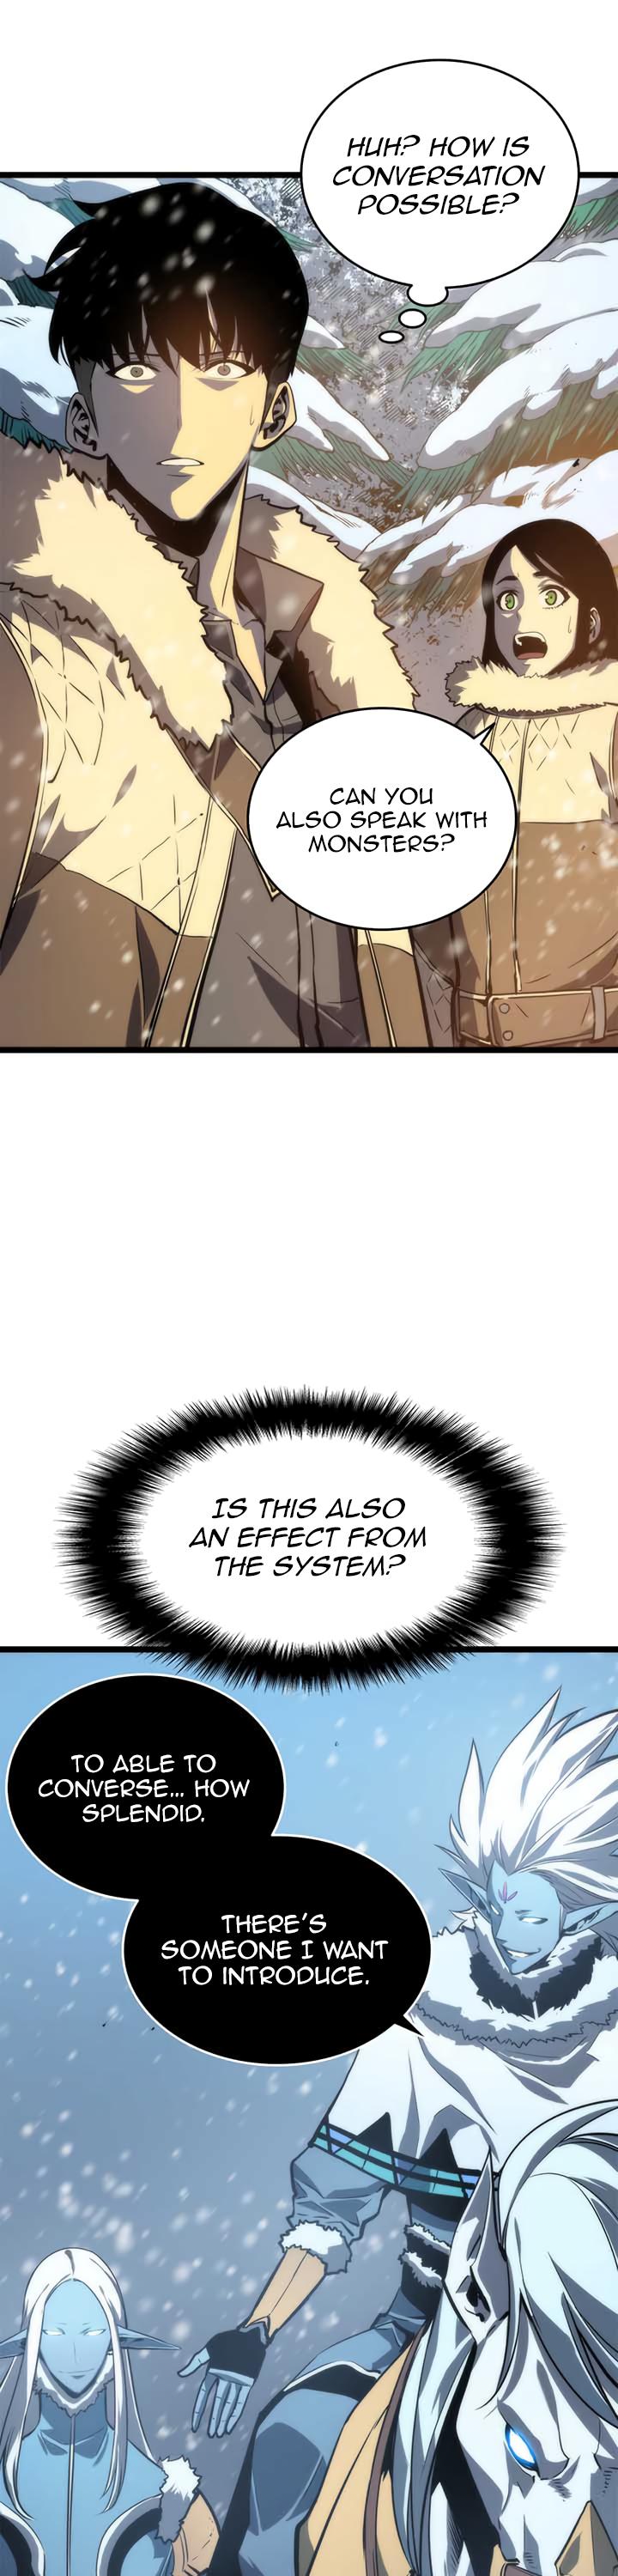 HUH? HOW IS
CONVERSATION
POSSIBLE?
CAN YOU
ALSO SPEAK WITH
MONSTERS?
IS THIS ALSO
AN EFFECT FROM
THE SYSTEM?
TO ABLE TO
CONVERSE... HOW
SPLENDID.
THERE'S
SOMEONE I WANT
TO INTRODUCE.